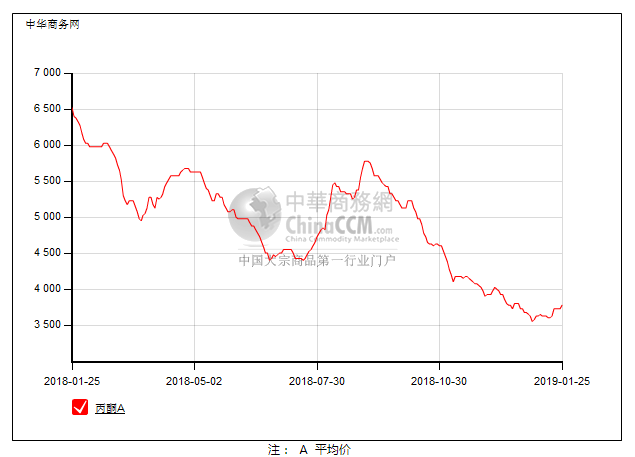 中华商务网
7 000
6 500
6 000
5 500
5 000
4 500
4 000
3 500
中華商務網
ChinaCCM.com
China Commodity Marketplace
中国大宗商品第一行业门户
2018-01-25
2018-05-02
2018-07-30
2018-10-30
2019-01-25
丙酮A
注： A 平均价